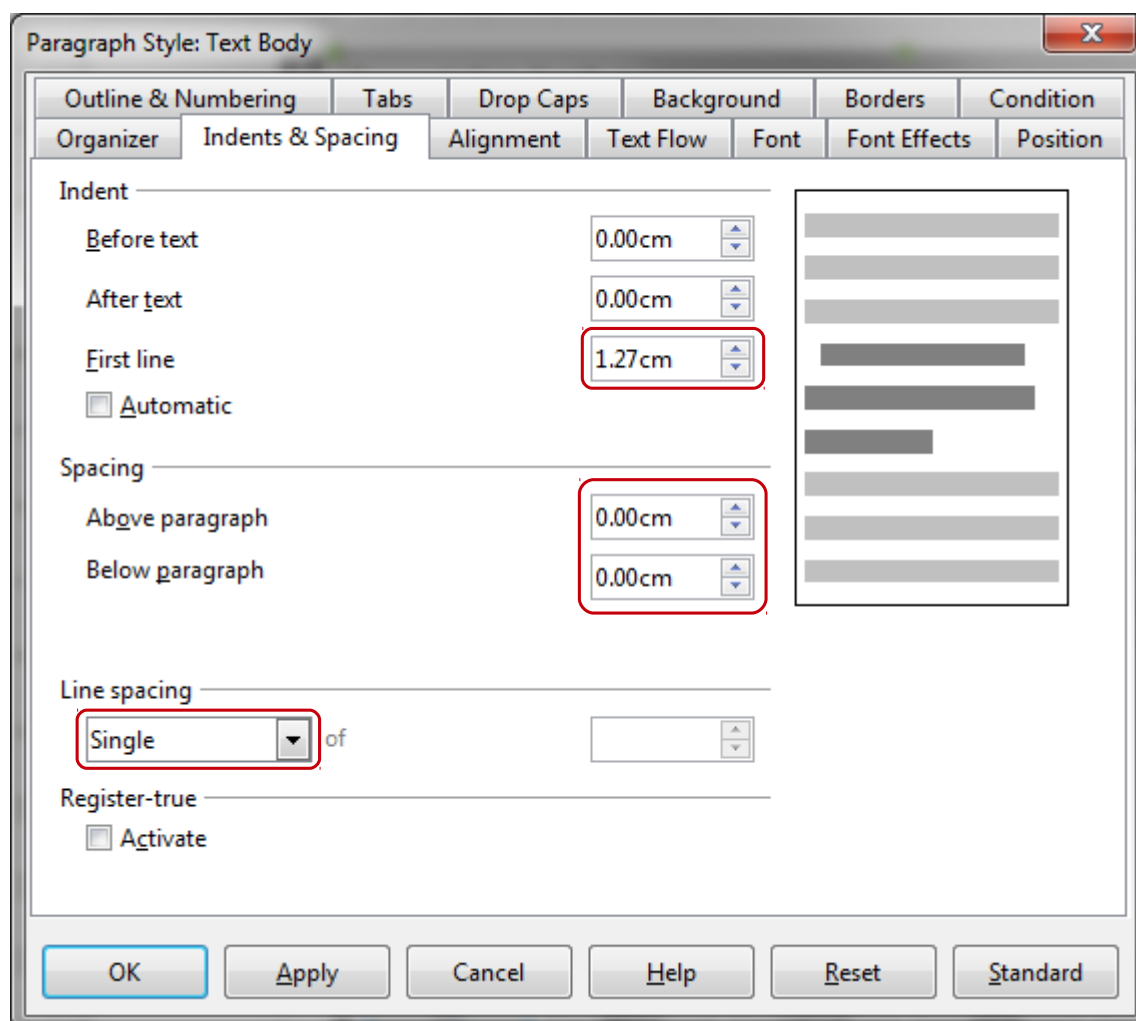 Paragraph Style: Text Body
x
Outline & Numbering Tabs Drop Caps Background Borders Condition
Organizer Indents & Spacing Alignment Text Flow Font Font Effects Position
Indent
Before text 0.00cm
After text 0.00cm
First line 1.27cm
Automatic
Spacing
Above paragraph 0.00cm
Below paragraph 0.00cm
Line spacing
Single of
Register-true
Activate
OK Apply Cancel Help Reset Standard